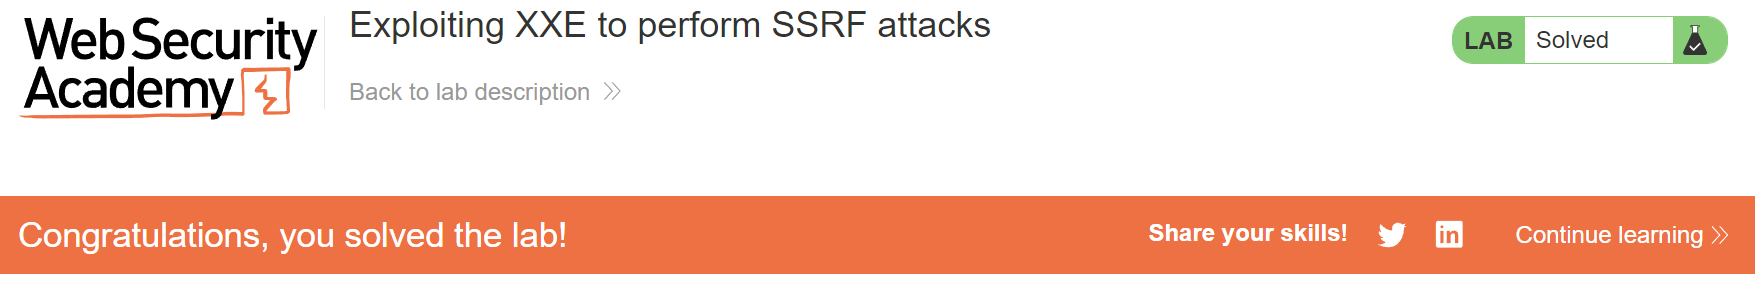 Web Security
Academy
Exploiting XXE to perform SSRF attacks
Back to lab description
LAB Solved
Congratulations, you solved the lab!
Share your skills!
Continue learning